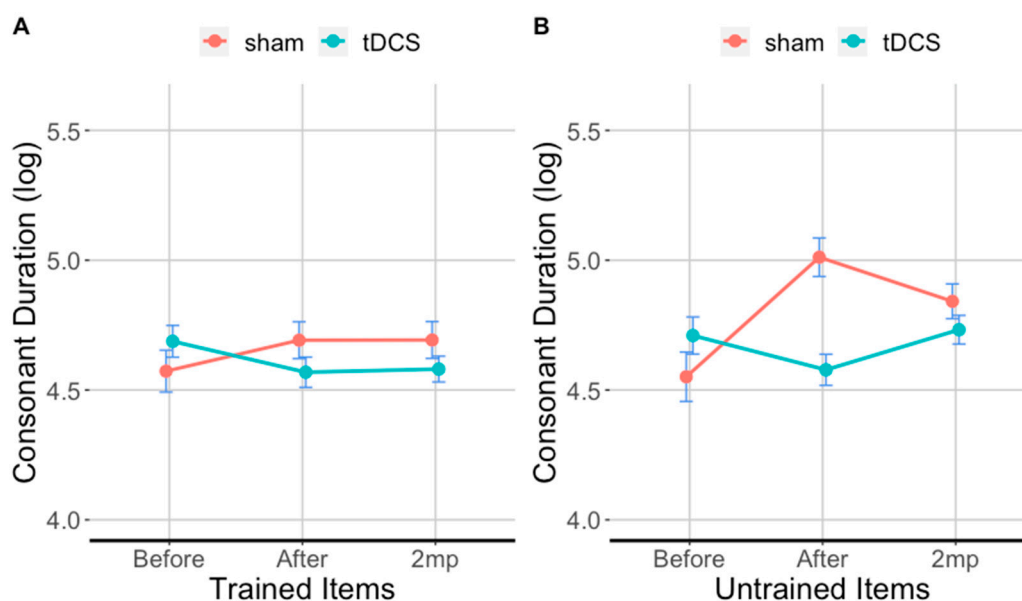 A
sham tDCS
Consonant Duration (log)
5.5
5.0
4.5
4.0
Before After 2mp
Trained Items
B
sham tDCS
Consonant Duration (log)
5.5
5.0
4.5
4.0
Before After 2mp
Untrained Items